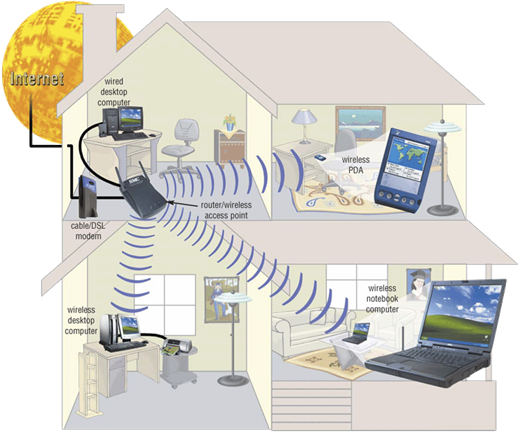 Internet
wired
desktop
computer
wireless
PDA
router/wireless
access point
cable/DSL
modem
wireless
desktop
computer
wireless
notebook
computer